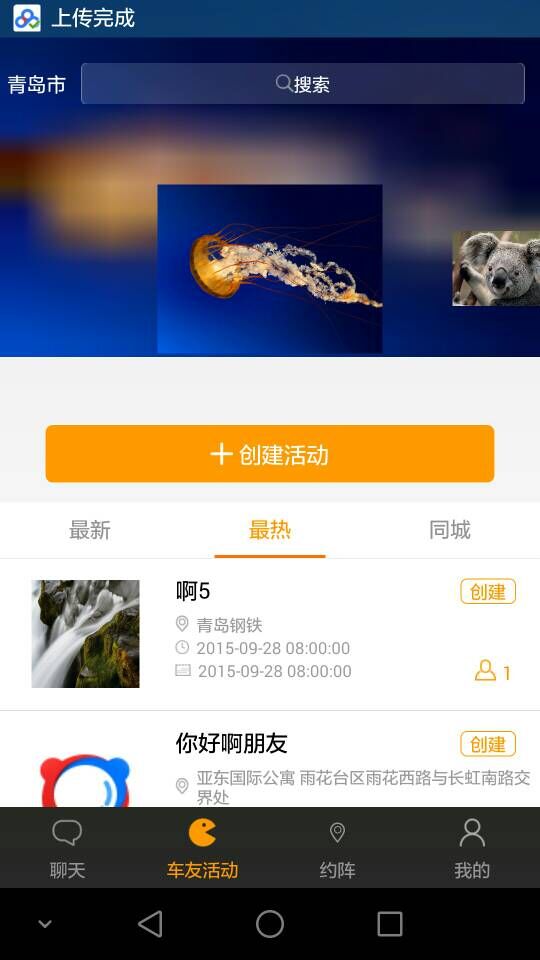 上传完成
青岛市
搜索
创建活动
最新 最热 同城
啊5
创建
青岛钢铁
2015-09-28 08:00:00
2015-09-28 08:00:00
1
你好啊朋友
创建
亚东国际公寓 雨花台区雨花西路与长虹南路交
界处
聊天 车友活动 约阵 我的